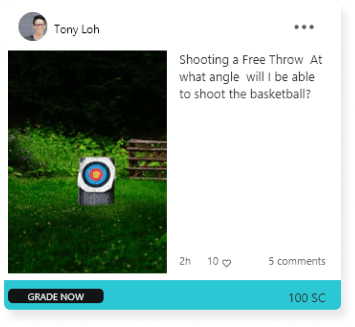 Tony Loh
Shooting a Free Throw At
what angle will I be able
to shoot the basketball?
2h 10 5 comments
GRADE NOW 100 SC